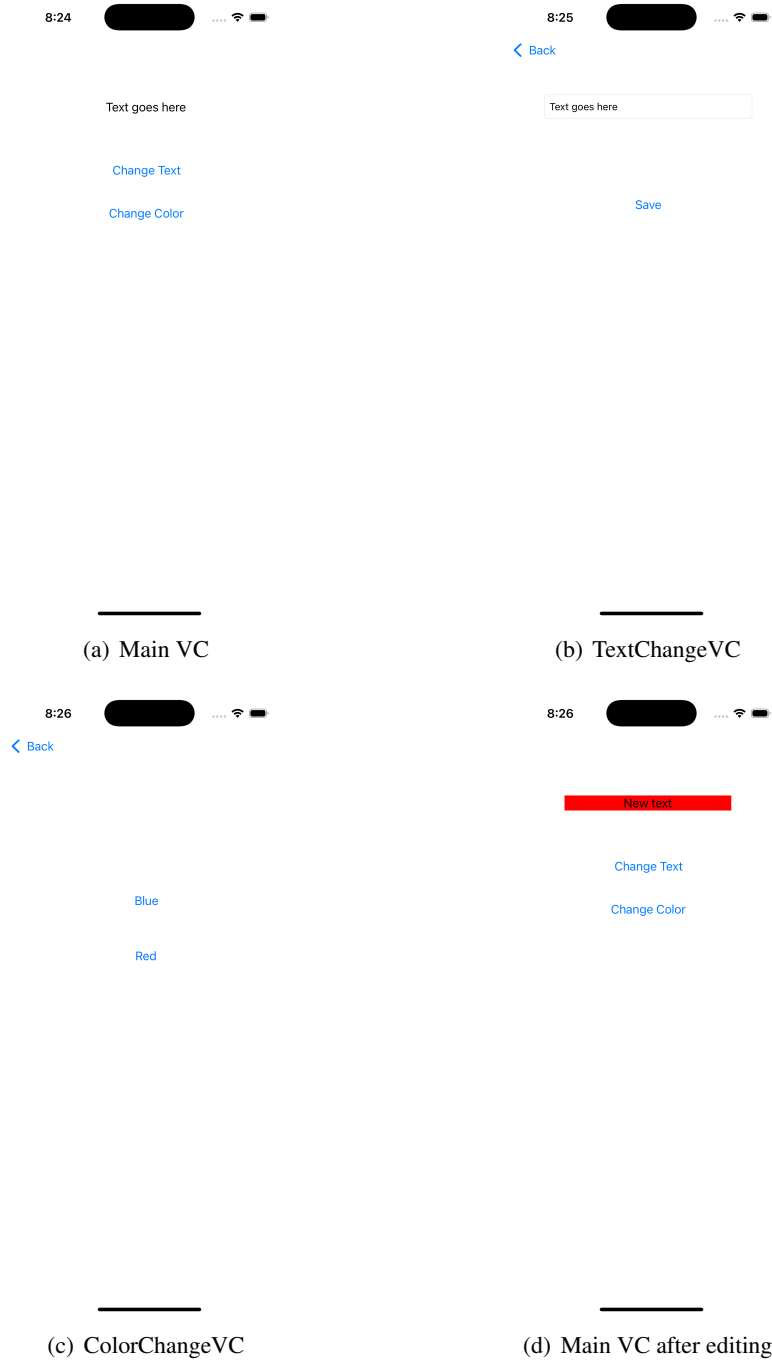 8:24
Text goes here
Change Text
Change Color
(a) Main VC
8:25
Back
Text goes here
Save
(b) TextChangeVC
8:26
Back
Blue
Red
(c) ColorChangeVC
8:26
New text
Change Text
Change Color
(d) Main VC after editing